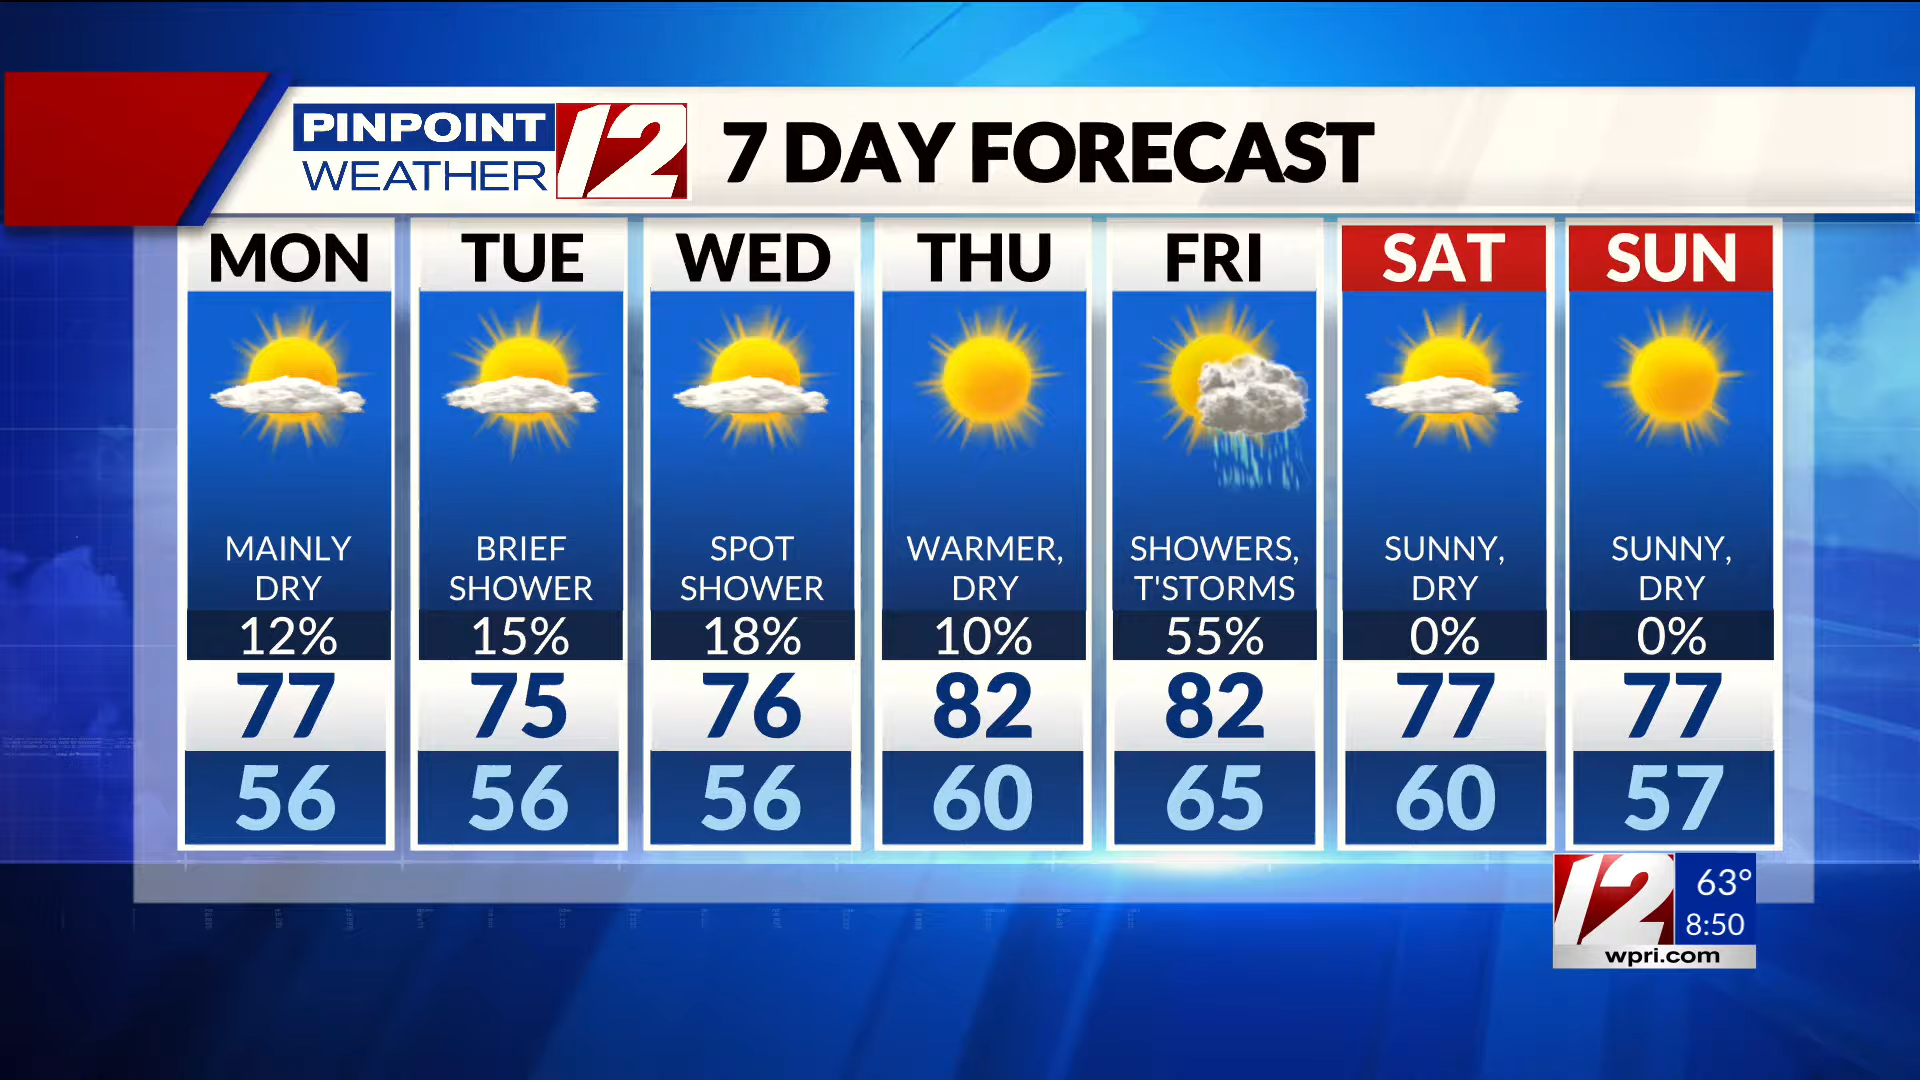 PINPOINT
WEATHER
12
7 DAY FORECAST
MON TUE WED THU FRI SAT SUN
MAINLY DRY
BRIEF SHOWER
SPOT SHOWER
WARMER, DRY
SHOWERS, T'STORMS
SUNNY, DRY
SUNNY, DRY
12% 15% 18% 10% 55% 0% 0%
77 75 76 82 82 77 77
56 56 56 60 65 60 57
12
63°
8:50
wpri.com